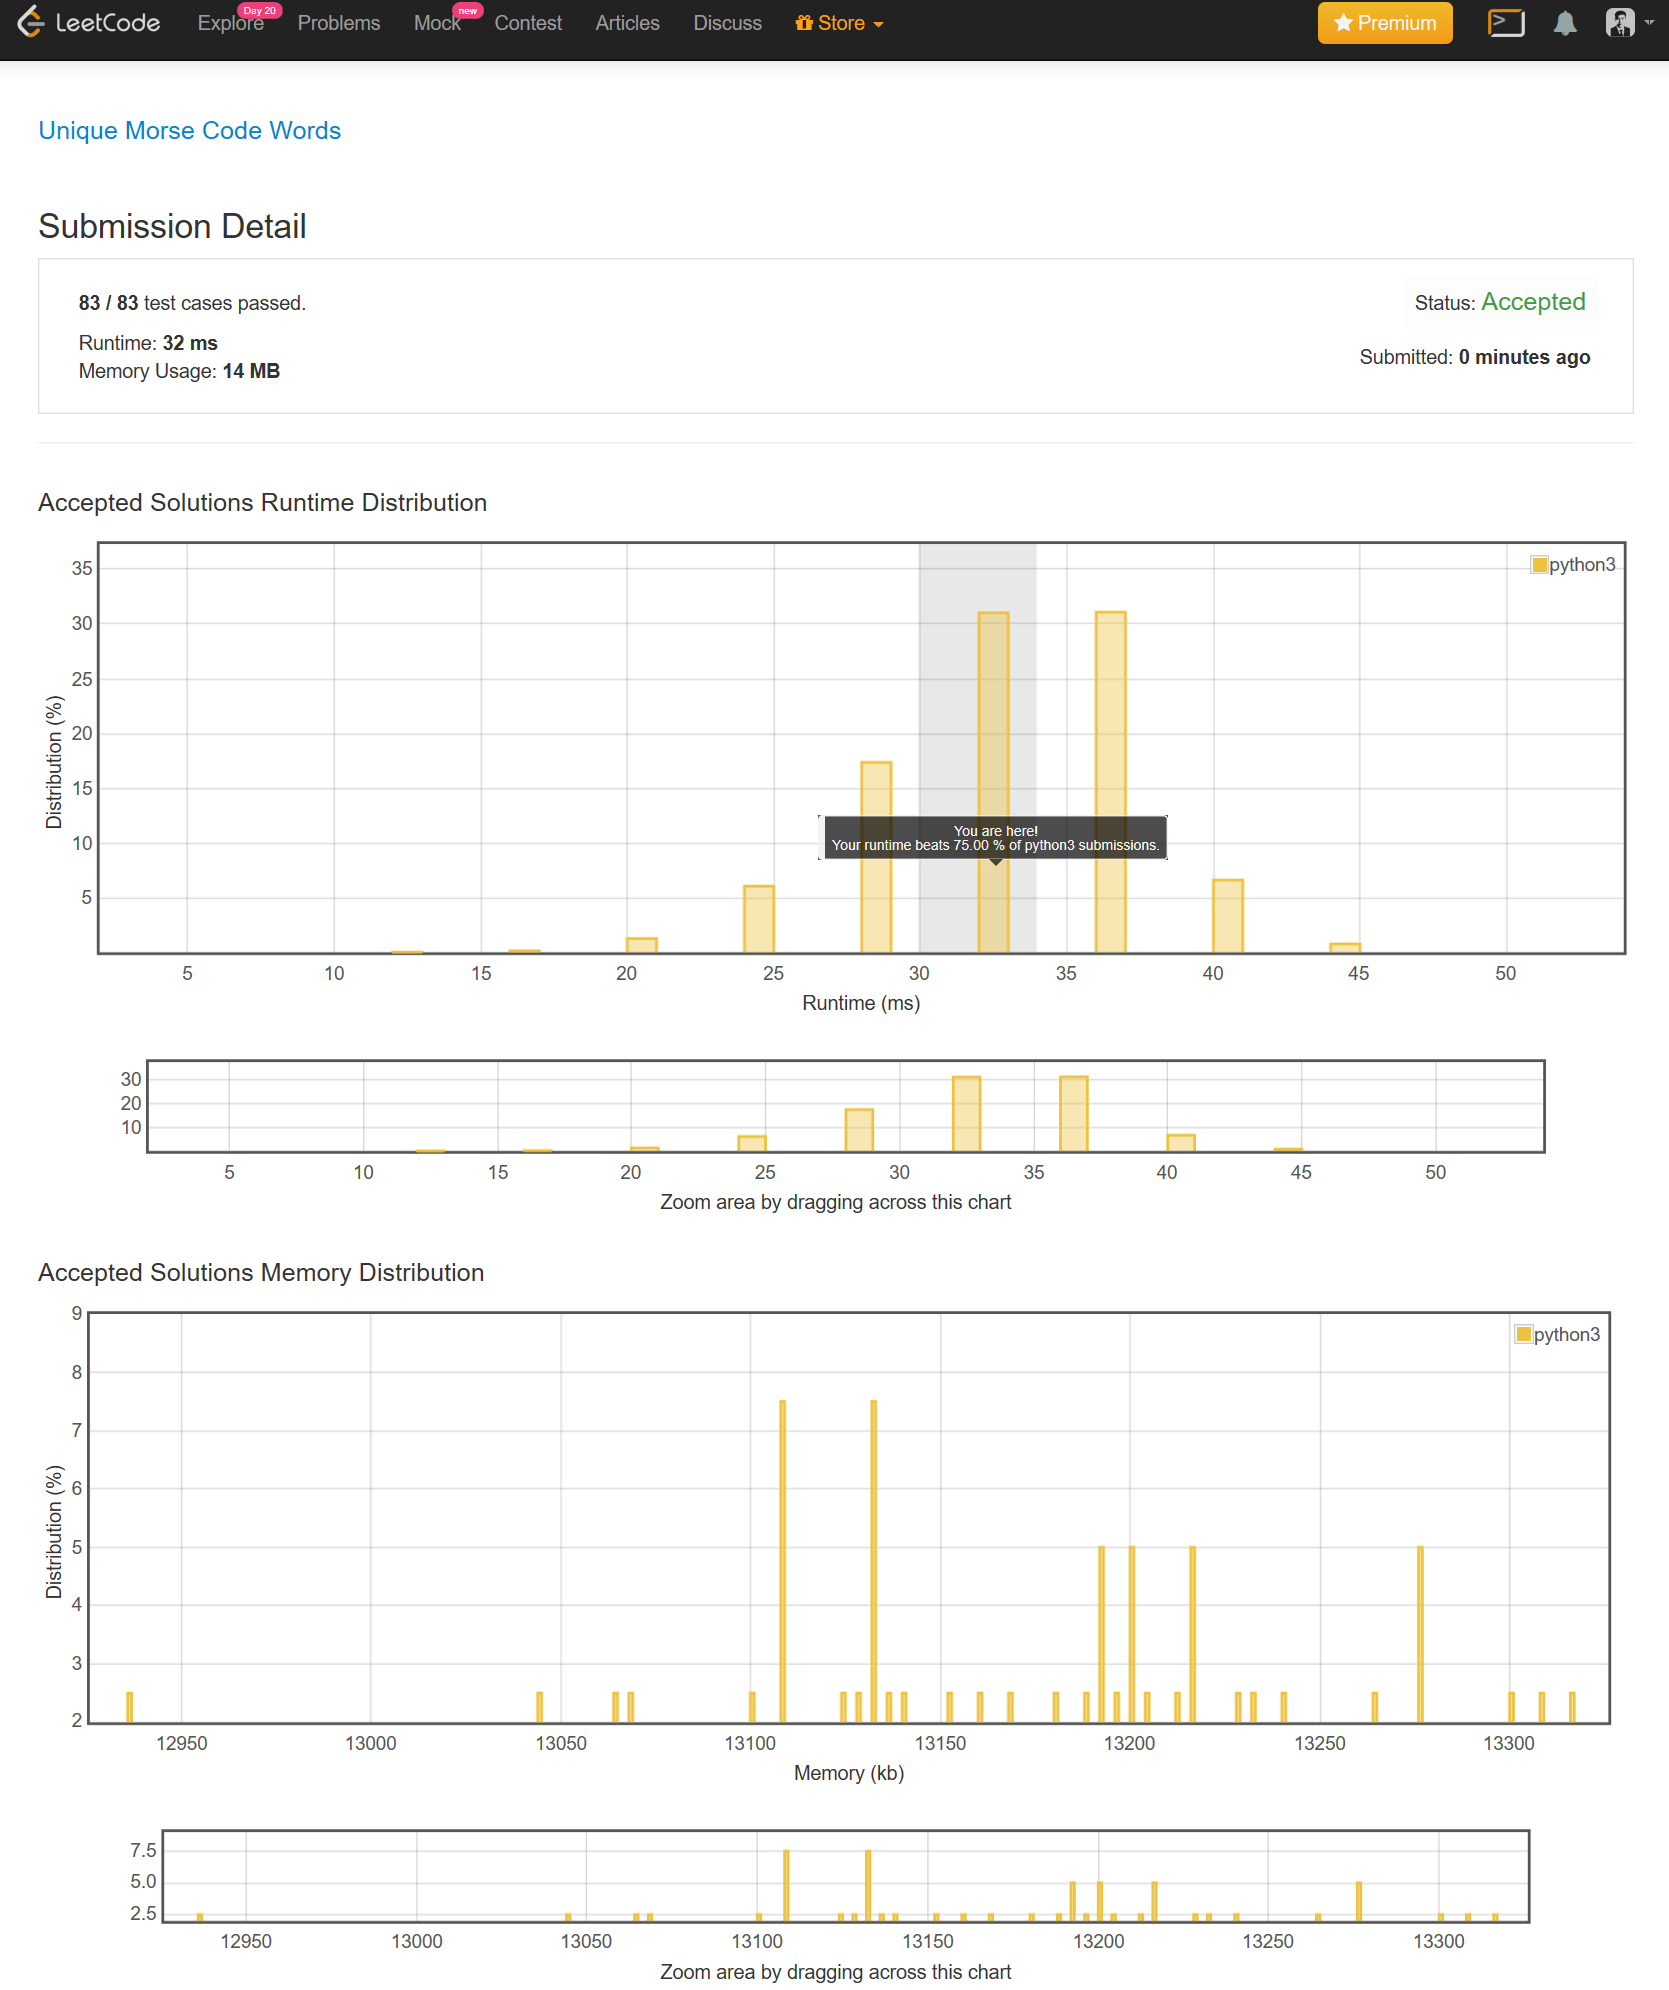 LeetCode Explore Day 20 Problems Mock new Contest Articles Discuss Store Premium
Unique Morse Code Words
Submission Detail
83 / 83 test cases passed.
Status: Accepted
Runtime: 32 ms
Submitted: 0 minutes ago
Memory Usage: 14 MB
Accepted Solutions Runtime Distribution
python3
35
30
25
20
15
10
5
Distribution (%)
You are here!
Your runtime beats 75.00 % of python3 submissions.
5 10 15 20 25 30 35 40 45 50
Runtime (ms)
30
20
10
5 10 15 20 25 30 35 40 45 50
Zoom area by dragging across this chart
Accepted Solutions Memory Distribution
python3
9
8
7
6
5
4
3
2
Distribution (%)
12950 13000 13050 13100 13150 13200 13250 13300
Memory (kb)
7.5
5.0
2.5
12950 13000 13050 13100 13150 13200 13250 13300
Zoom area by dragging across this chart